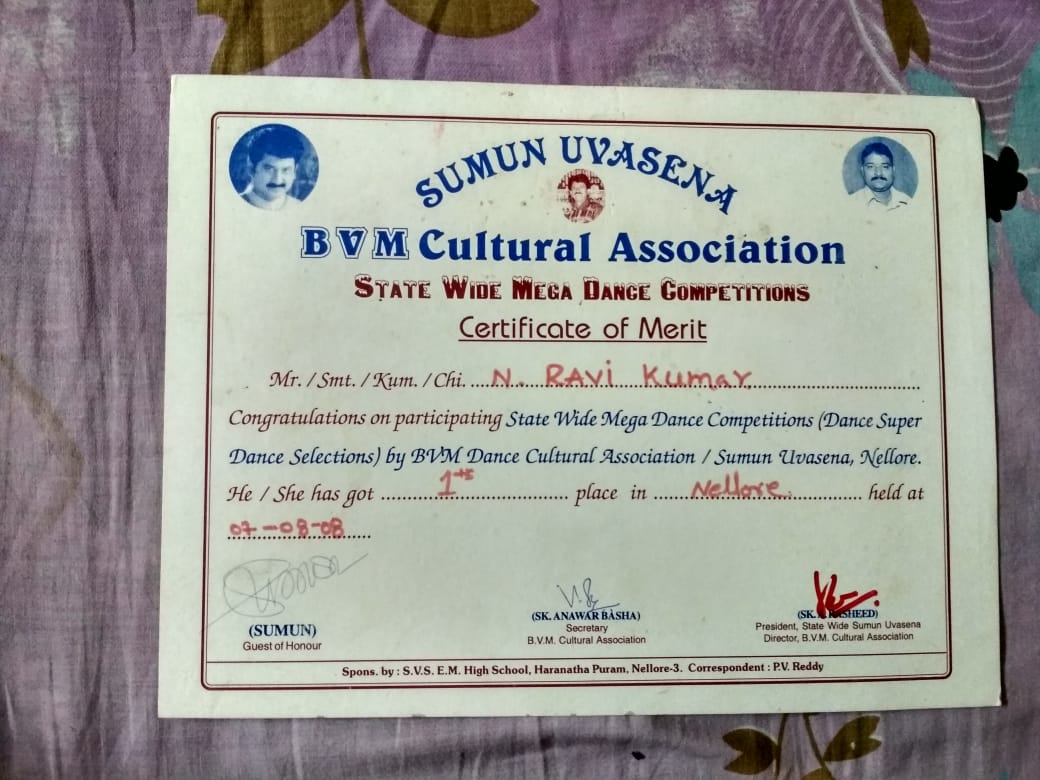 SUMUN UVASENA
BVM Cultural Association
STATE WIDE MEGA DANCE COMPETITIONS
Certificate of Merit
Mr. / Smt. / Kum. / Chi. ....N. RAVi Kumar....
Congratulations on participating State Wide Mega Dance Competitions (Dance Super
Dance Selections) by BVM Dance Cultural Association / Sumun Uvasena, Nellore.
He / She has got ....1sts.... place in ....Nellore.... held at
07-08-08
(SUMUN)
Guest of Honour
(SK. ANAWAR BASHA)
Secretary
B.V.M. Cultural Association
(SK. RASHEED)
President, State Wide Sumun Uvasena
Director, B.V.M. Cultural Association
Spons. by : S.V.S. E.M. High School, Haranatha Puram, Nellore-3. Correspondent : P.V. Reddy